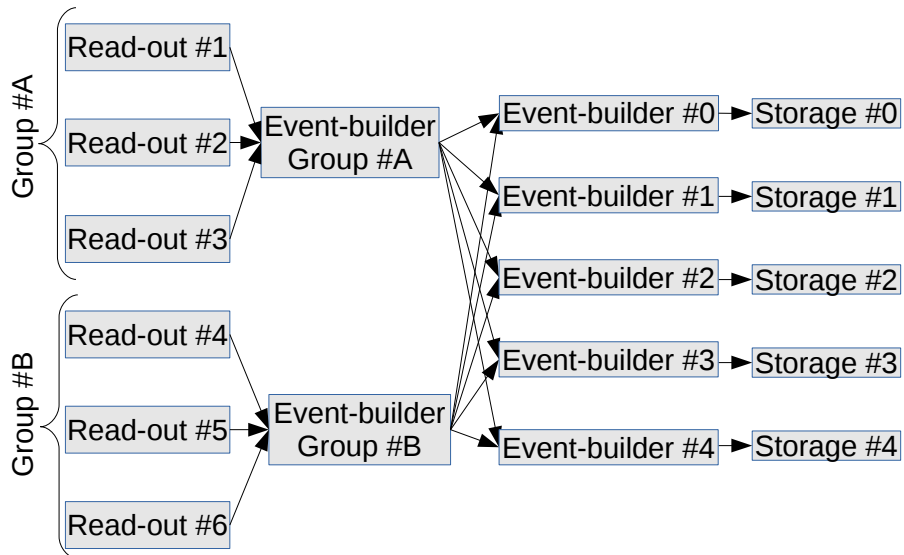 Group #A
Read-out #1
Read-out #2
Read-out #3
Event-builder
Group #A
Group #B
Read-out #4
Read-out #5
Read-out #6
Event-builder
Group #B
Event-builder #0
Storage #0
Event-builder #1
Storage #1
Event-builder #2
Storage #2
Event-builder #3
Storage #3
Event-builder #4
Storage #4